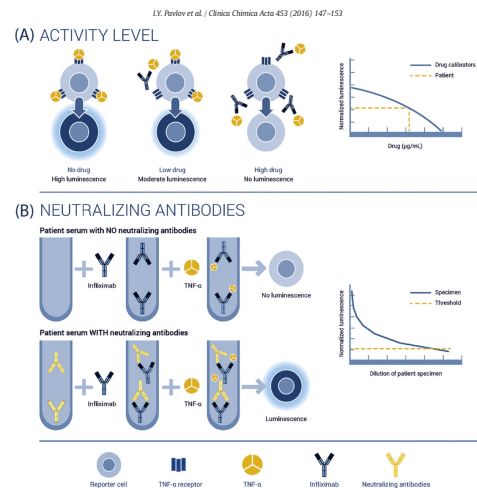 I.Y. Pavlov et al. / Clinica Chimica Acta 453 (2016) 147–153
(A) ACTIVITY LEVEL
No drug
High luminescence
Low drug
Moderate luminescence
High drug
No luminescence
Normalized luminescence
Drug calibrators
Patient
Drug (μg/mL)
(B) NEUTRALIZING ANTIBODIES
Patient serum with NO neutralizing antibodies
Infliximab
TNF-α
No luminescence
Patient serum WITH neutralizing antibodies
Infliximab
TNF-α
Luminescence
Normalized luminescence
Specimen
Threshold
Dilution of patient specimen
Reporter cell
TNF-α receptor
TNF-α
Infliximab
Neutralizing antibodies